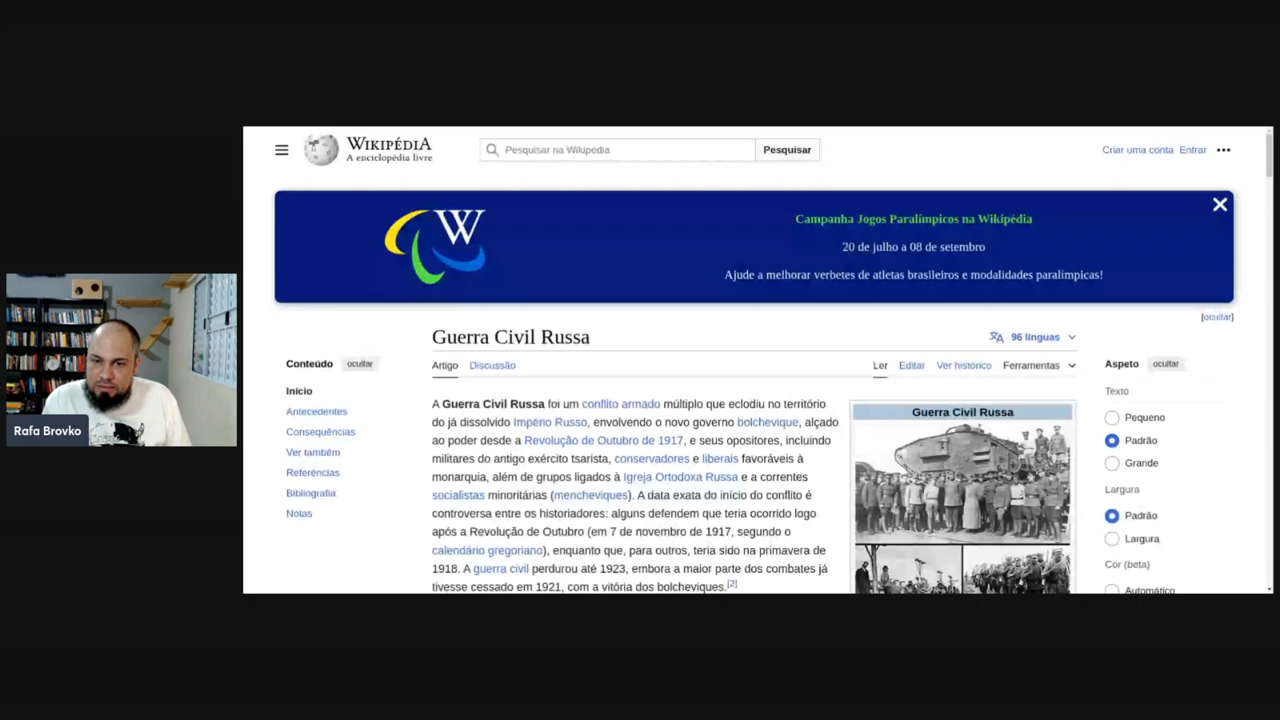 WIKIPÉDIA
A enciclopédia livre
Pesquisar na Wikipédia
Pesquisar
Criar uma conta Entrar
W
Campanha Jogos Paralímpicos na Wikipédia
20 de julho a 08 de setembro
Ajude a melhorar verbetes de atletas brasileiros e modalidades paralímpicas!
[ocultar]
Guerra Civil Russa
96 línguas
Artigo Discussão
Ler Editar Ver histórico Ferramentas
Conteúdo ocultar
Início
Antecedentes
Consequências
Ver também
Referências
Bibliografia
Notas
A Guerra Civil Russa foi um conflito armado múltiplo que eclodiu no território
do já dissolvido Império Russo, envolvendo o novo governo bolchevique, alçado
ao poder desde a Revolução de Outubro de 1917, e seus opositores, incluindo
militares do antigo exército tsarista, conservadores e liberais favoráveis à
monarquia, além de grupos ligados à Igreja Ortodoxa Russa e a correntes
socialistas minoritárias (mencheviques). A data exata do início do conflito é
controversa entre os historiadores: alguns defendem que teria ocorrido logo
após a Revolução de Outubro (em 7 de novembro de 1917, segundo o
calendário gregoriano), enquanto que, para outros, teria sido na primavera de
1918. A guerra civil perdurou até 1923, embora a maior parte dos combates já
tivesse cessado em 1921, com a vitória dos bolcheviques.[2]
Guerra Civil Russa
Aspeto ocultar
Texto
Pequeno
Padrão
Grande
Largura
Padrão
Largura
Cor (beta)
Automático
Rafa Brovko